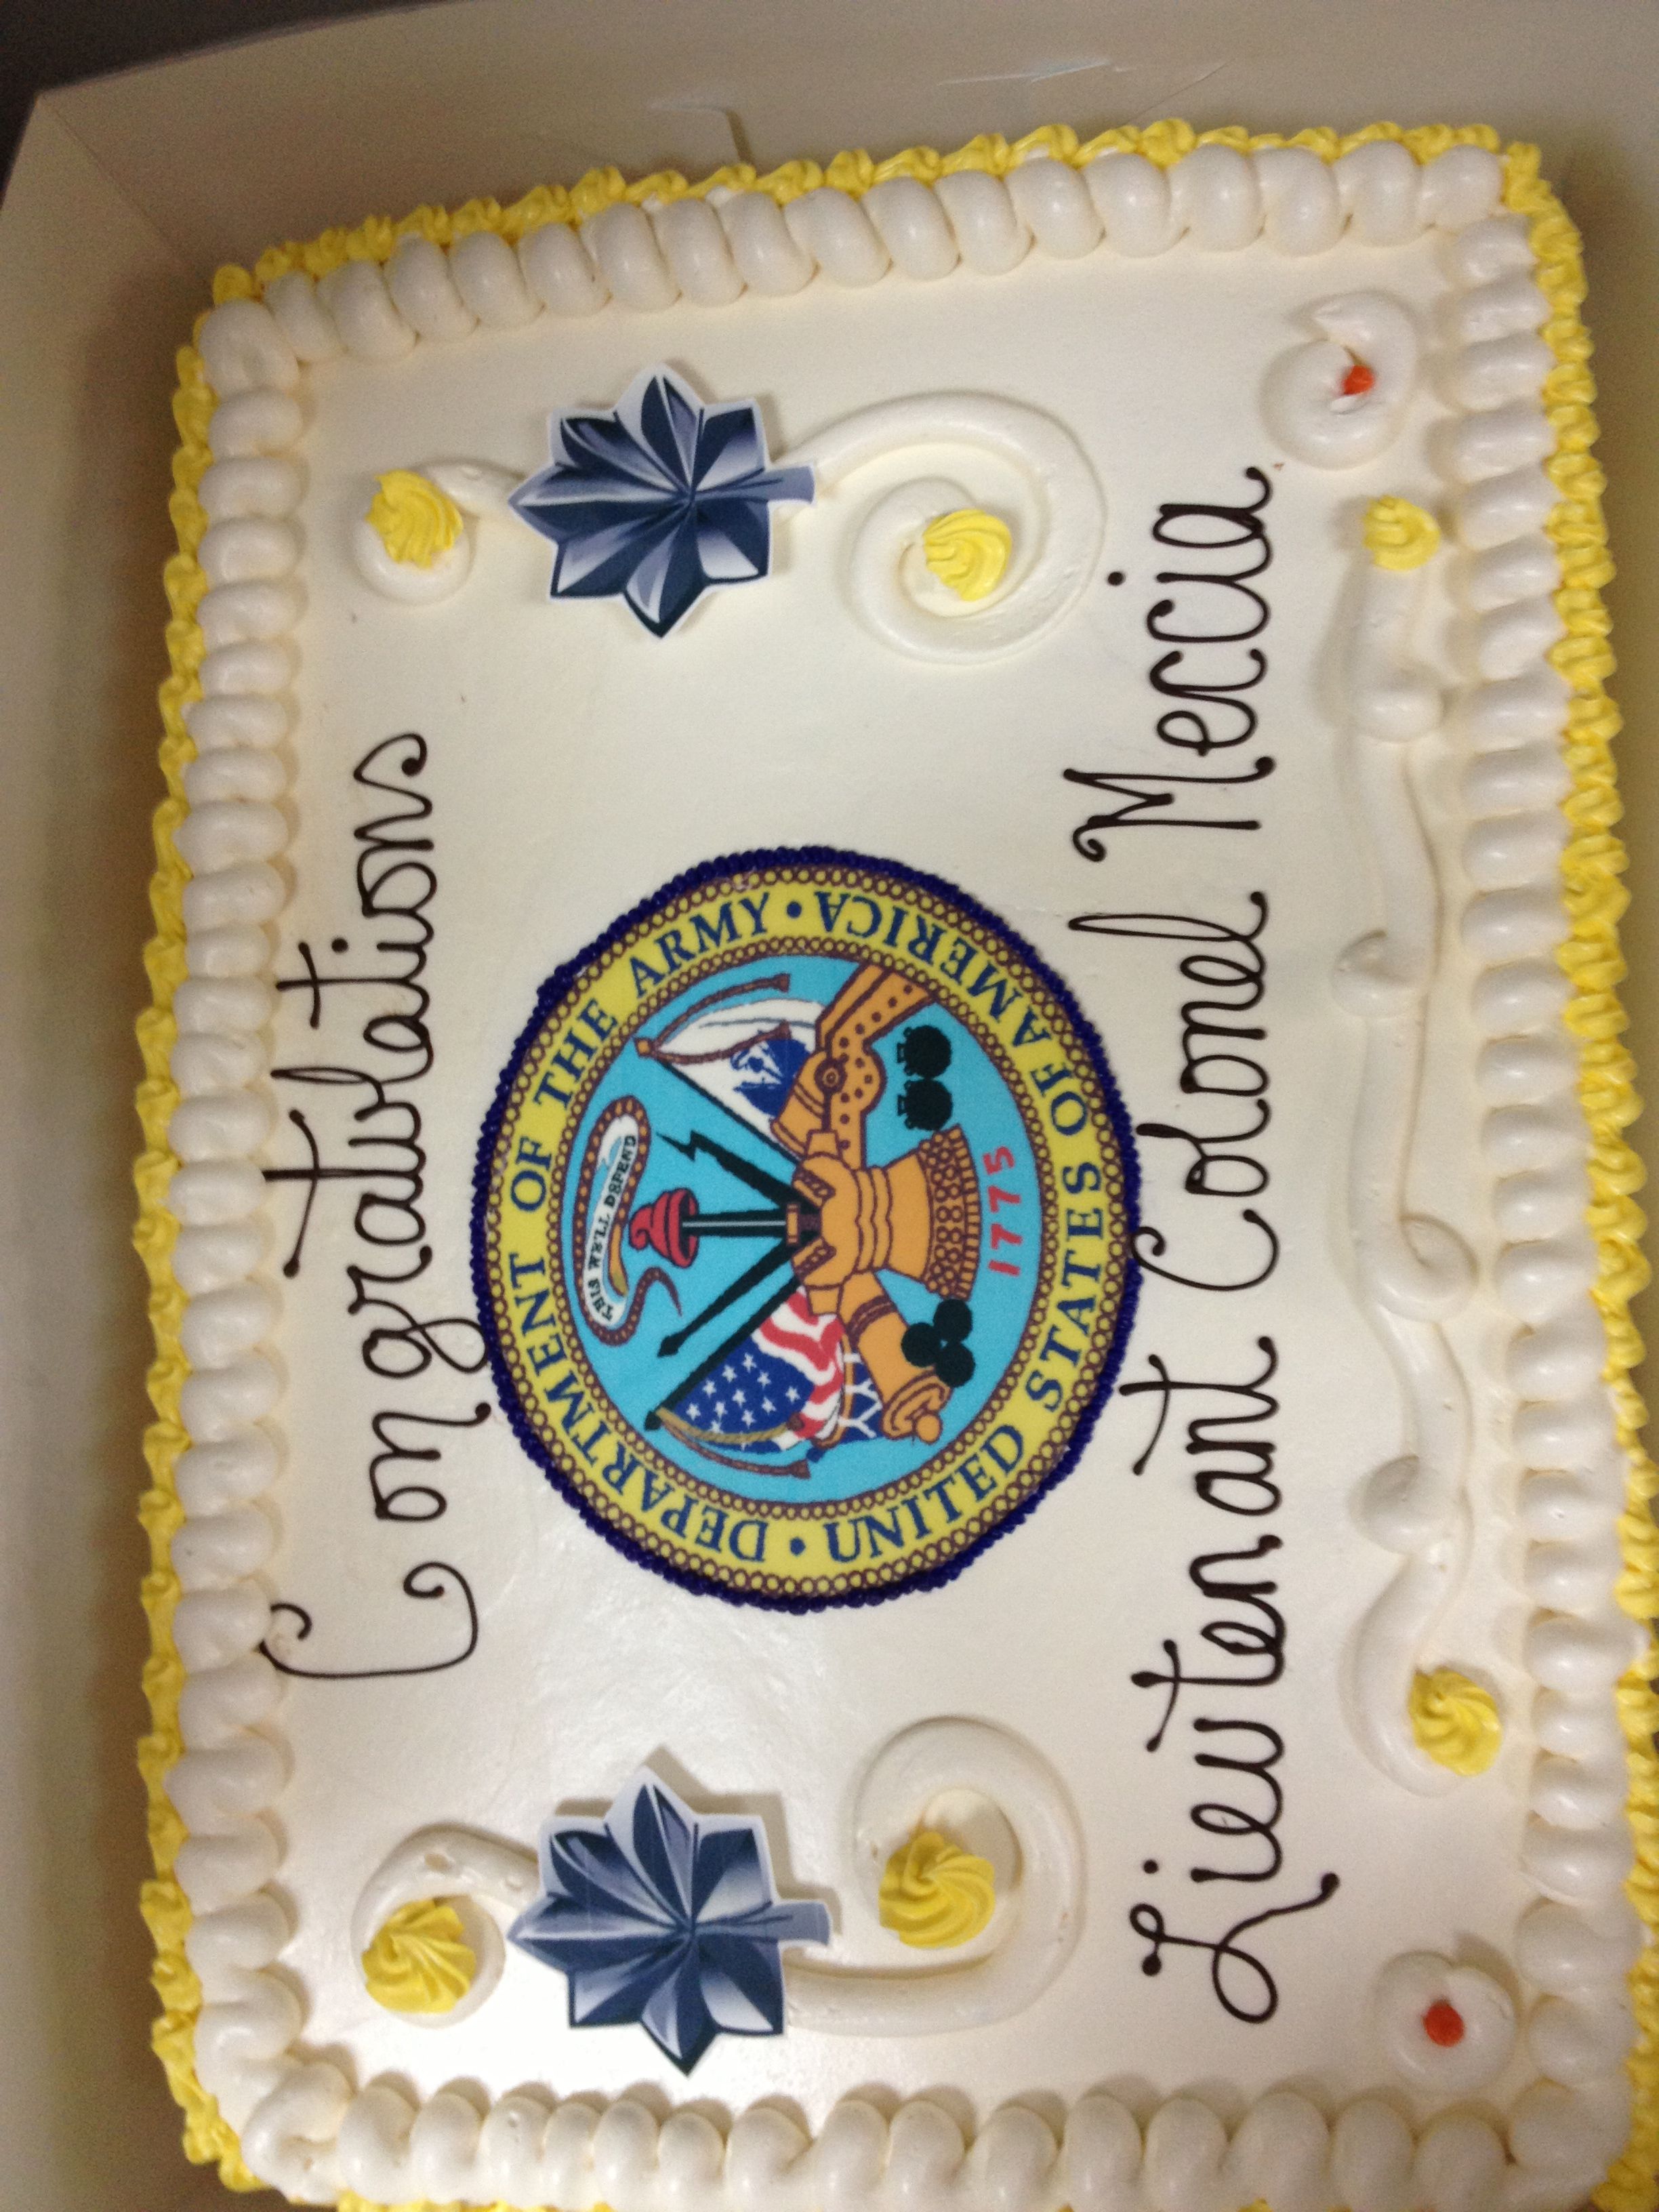 Congratulations
DEPARTMENT OF THE ARMY
THIS WE'LL DEFEND
1775
UNITED STATES OF AMERICA
Lieutenant Colonel Meccia